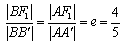 |BF₁|/|BB′| = |AF₁|/|AA′| = e = 4/5